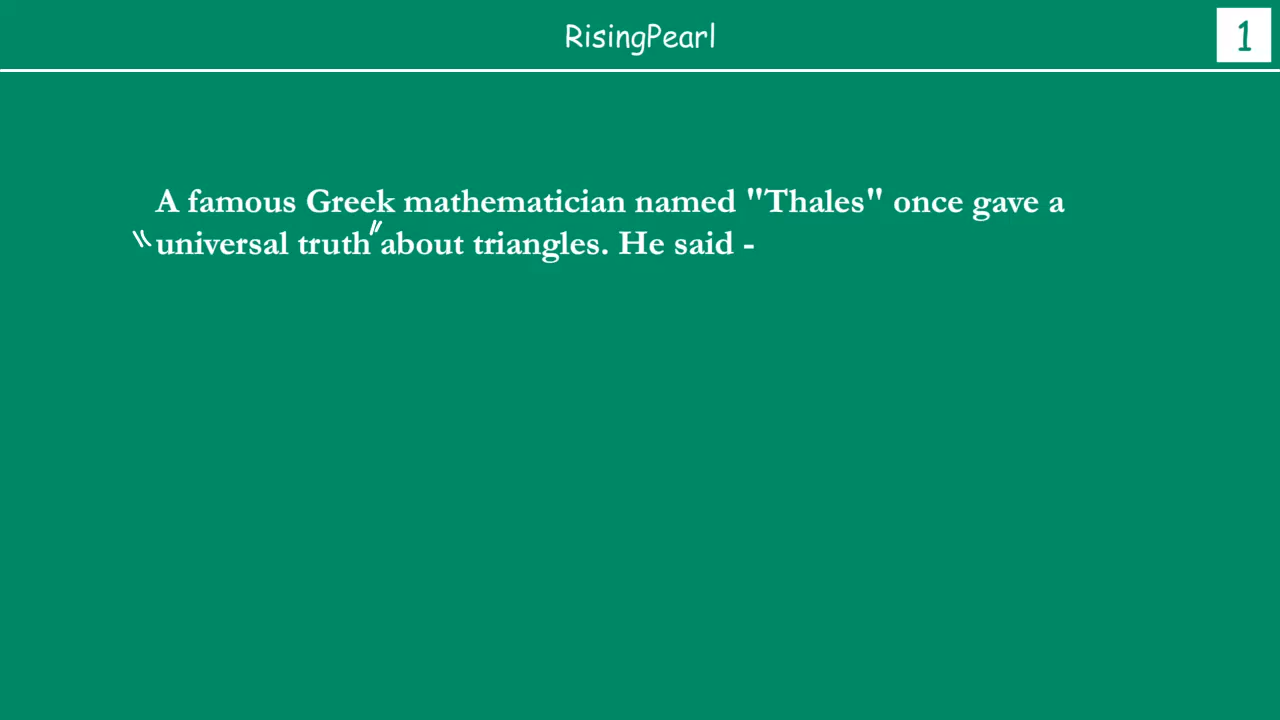 RisingPearl
1
A famous Greek mathematician named "Thales" once gave a
"universal truth" about triangles. He said -